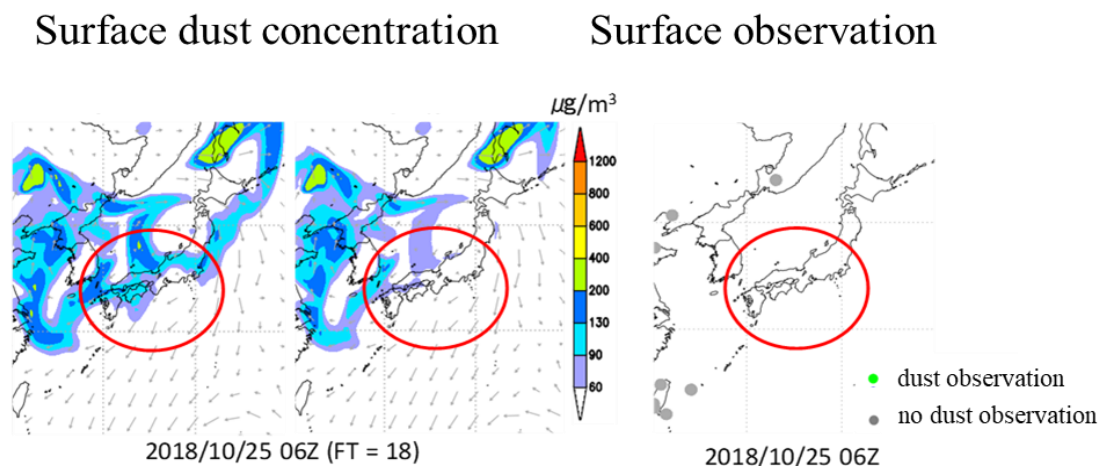 Surface dust concentration
Surface observation
μg/m³
1200
800
600
400
200
130
90
60
dust observation
no dust observation
2018/10/25 06Z (FT = 18)
2018/10/25 06Z